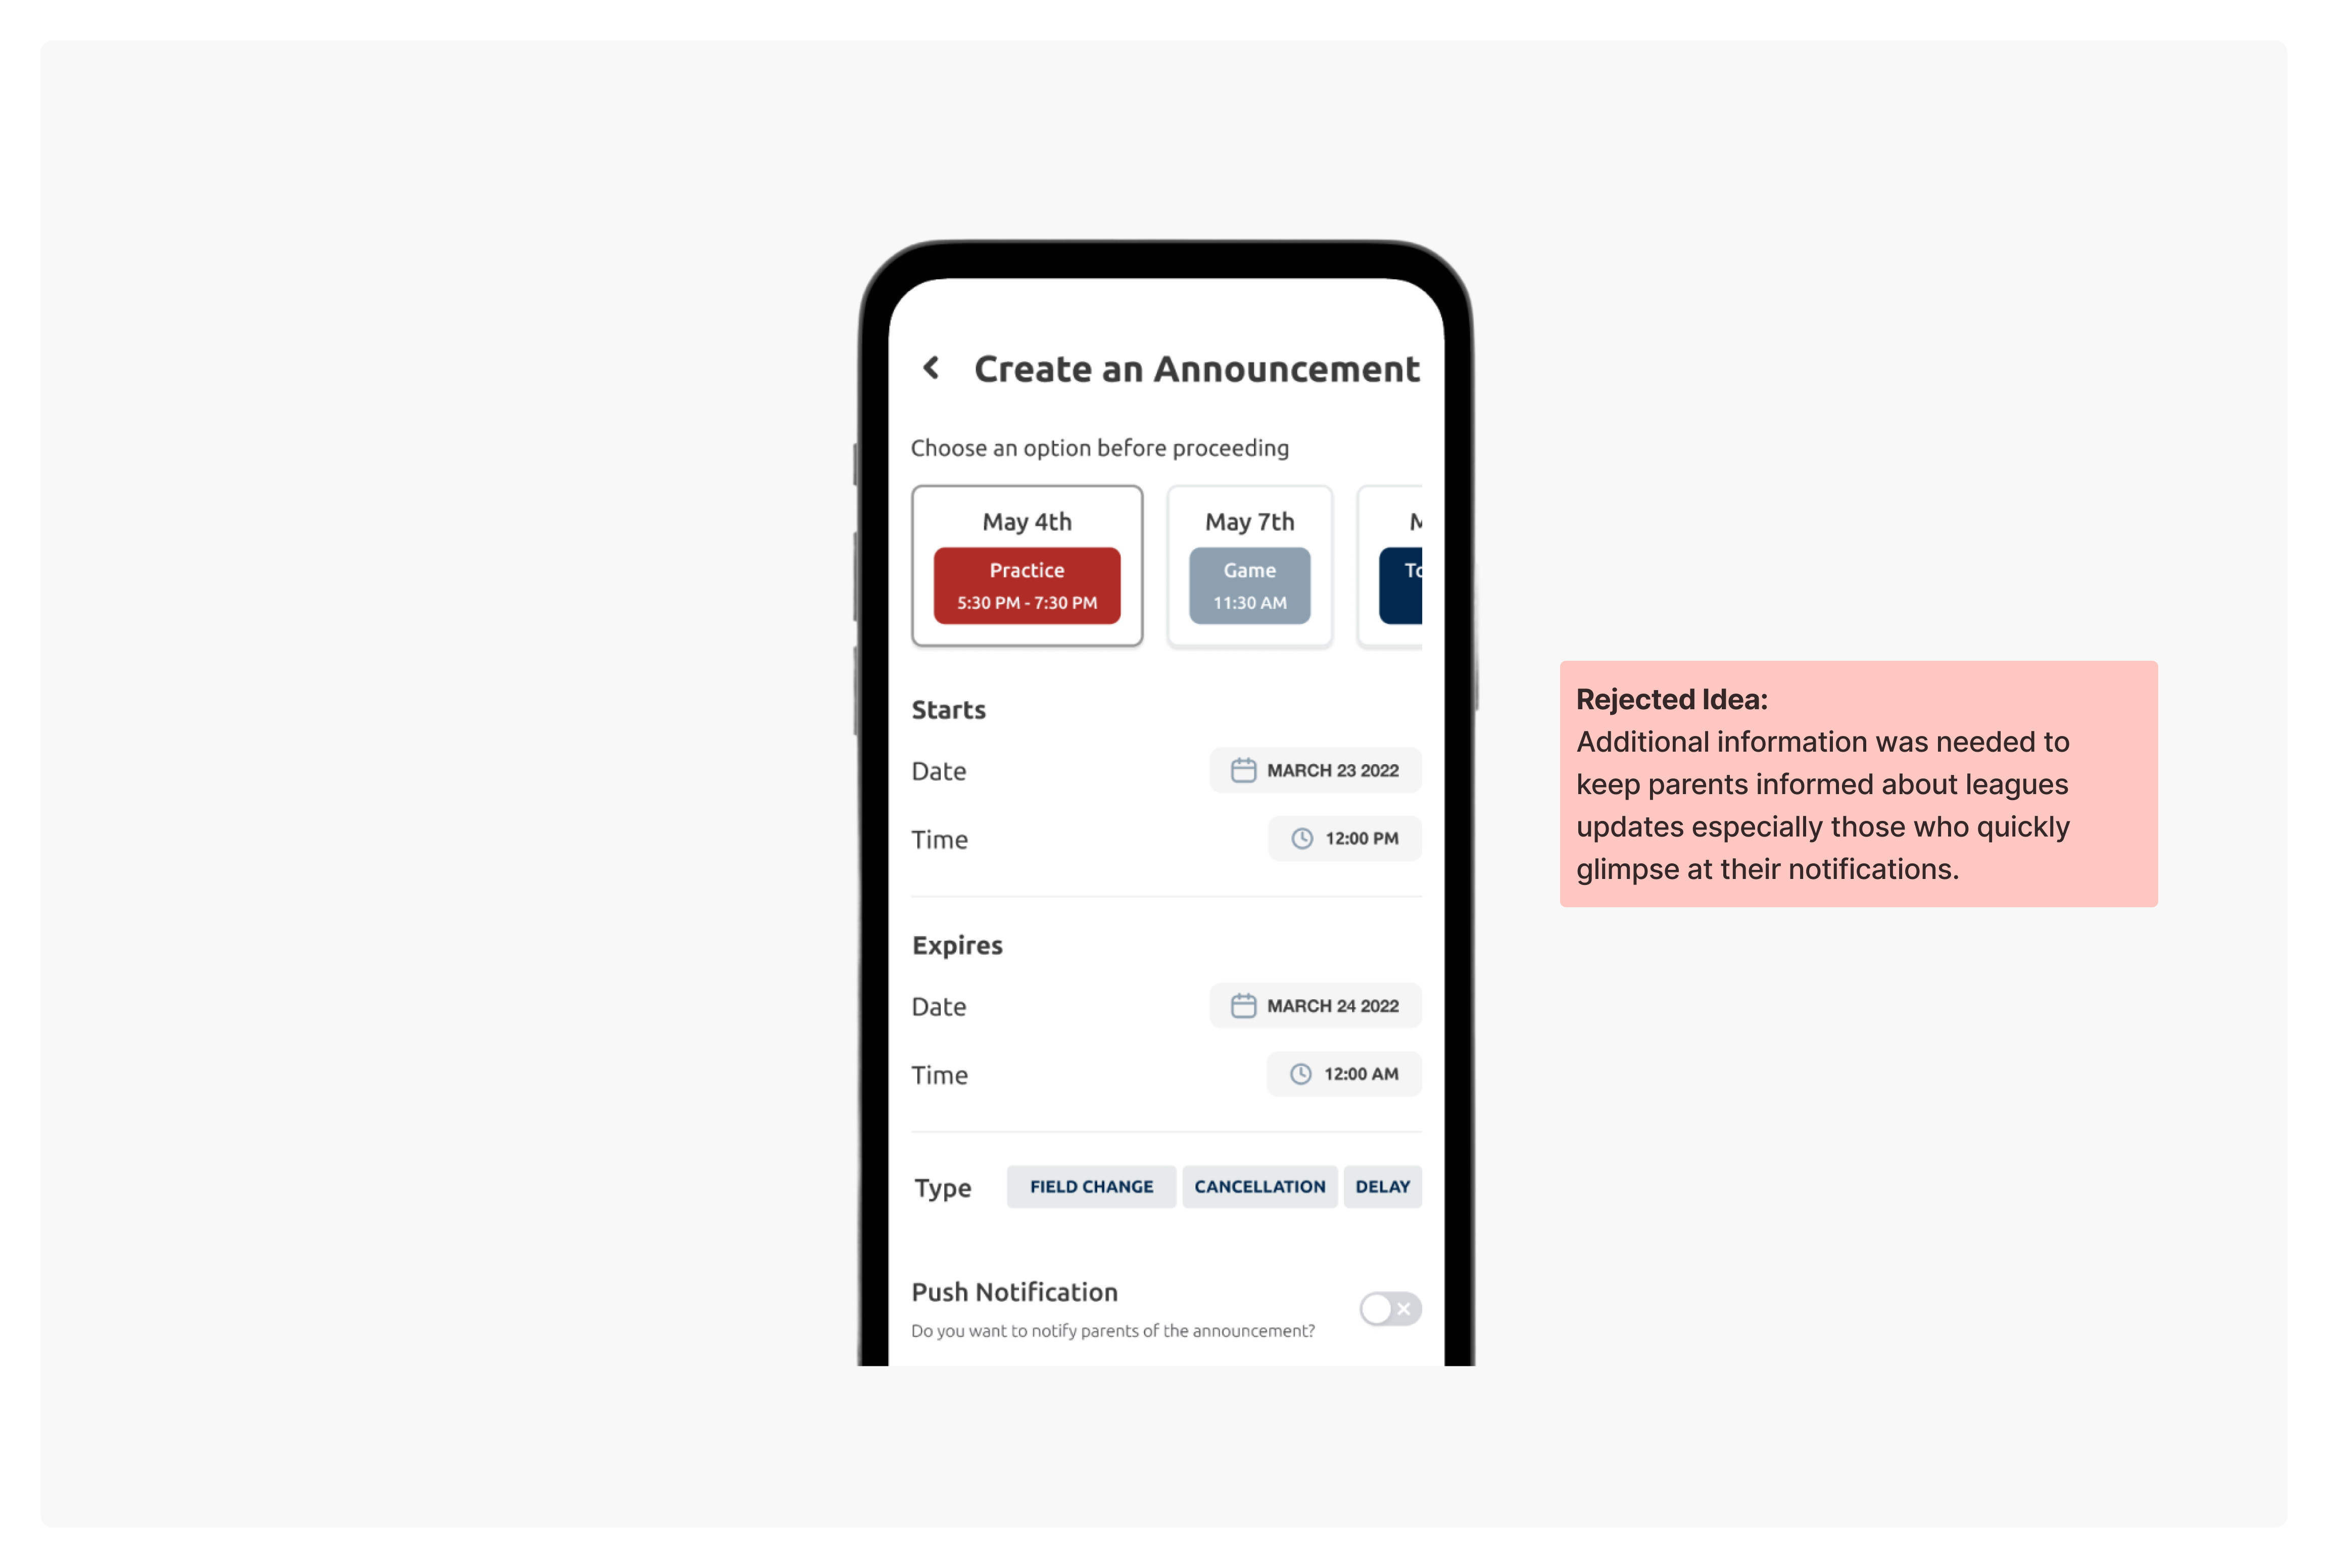 Create an Announcement
Choose an option before proceeding
May 4th
Practice
5:30 PM - 7:30 PM
May 7th
Game
11:30 AM
Starts
Date MARCH 23 2022
Time 12:00 PM
Expires
Date MARCH 24 2022
Time 12:00 AM
Type FIELD CHANGE CANCELLATION DELAY
Push Notification
Do you want to notify parents of the announcement?
Rejected Idea:
Additional information was needed to
keep parents informed about leagues
updates especially those who quickly
glimpse at their notifications.